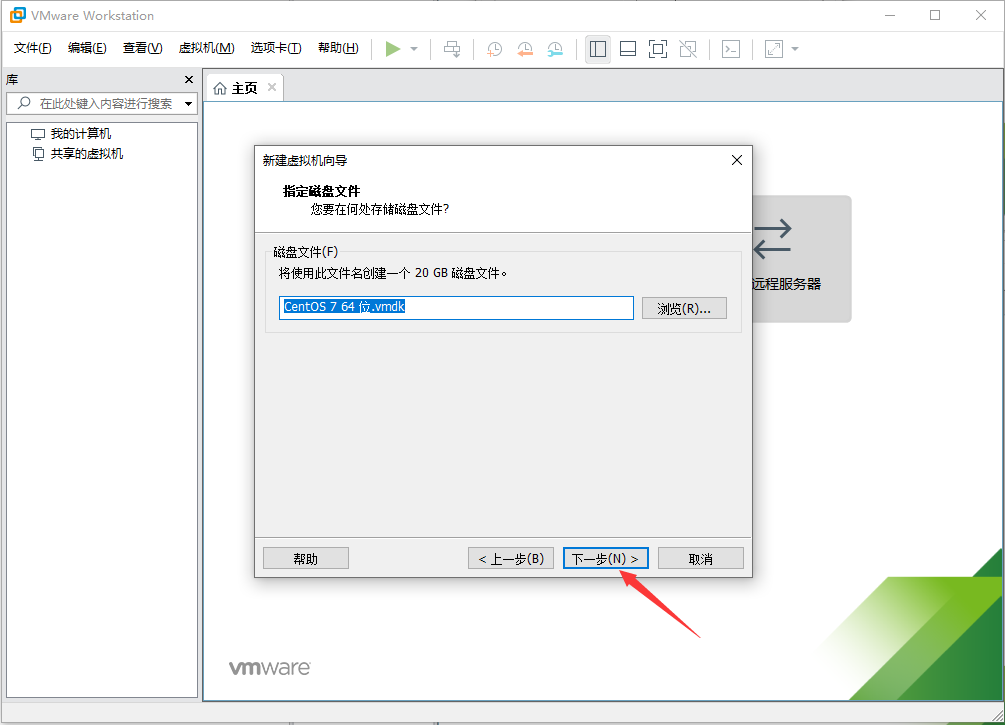 VMware Workstation
文件(F) 编辑(E) 查看(V) 虚拟机(M) 选项卡(T) 帮助(H)
库
主页
在此处键入内容进行搜索
我的计算机
共享的虚拟机
新建虚拟机向导
指定磁盘文件
您要在何处存储磁盘文件?
磁盘文件(F)
将使用此文件名创建一个 20 GB 磁盘文件。
CentOS 7 64 位.vmdk
浏览(R)...
远程服务器
帮助
< 上一步(B)
下一步(N) >
取消
vmware